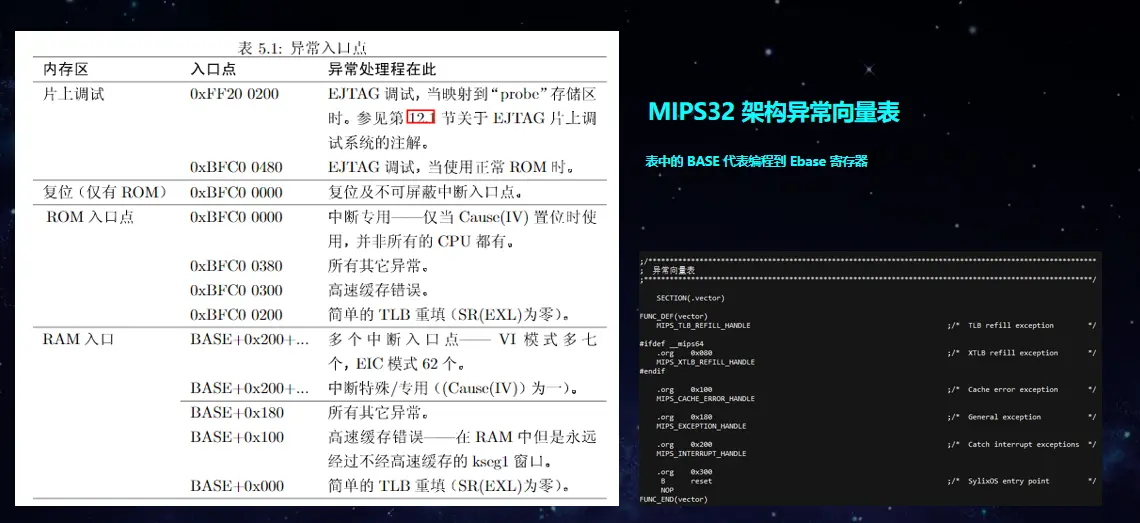 表 5.1: 异常入口点
内存区 入口点 异常处理程在此
片上调试 0xFF20 0200 EJTAG 调试，当映射到“probe”存储区
时。参见第 12.1 节关于 EJTAG 片上调
试系统的注解。
0xBFC0 0480 EJTAG 调试，当使用正常 ROM 时。
复位（仅有 ROM） 0xBFC0 0000 复位及不可屏蔽中断入口点。
ROM 入口点 0xBFC0 0000 中断专用——仅当 Cause(IV) 置位时使
用，并非所有的 CPU 都有。
0xBFC0 0380 所有其它异常。
0xBFC0 0300 高速缓存错误。
0xBFC0 0200 简单的 TLB 重填（SR(EXL)为零）。
RAM 入口 BASE+0x200+... 多个中断入口点—— VI 模式多七
个，EIC 模式 62 个。
BASE+0x200+... 中断特殊/专用（(Cause(IV)）为一）。
BASE+0x180 所有其它异常。
BASE+0x100 高速缓存错误——在 RAM 中但是永远
经过不经高速缓存的 kseg1 窗口。
BASE+0x000 简单的 TLB 重填（SR(EXL)为零）。
MIPS32 架构异常向量表
表中的 BASE 代表编程到 Ebase 寄存器
;/*********************************************************************************************************
; 异常向量表
;*********************************************************************************************************/
SECTION(.vector)
FUNC_DEF(vector)
MIPS_TLB_REFILL_HANDLE ;/* TLB refill exception */
#ifdef __mips64
.org 0x080 ;/* XTLB refill exception */
MIPS_XTLB_REFILL_HANDLE
#endif
.org 0x100 ;/* Cache error exception */
MIPS_CACHE_ERROR_HANDLE
.org 0x180 ;/* General exception */
MIPS_EXCEPTION_HANDLE
.org 0x200 ;/* Catch interrupt exceptions */
MIPS_INTERRUPT_HANDLE
.org 0x300
B reset ;/* SylixOS entry point */
NOP
FUNC_END(vector)